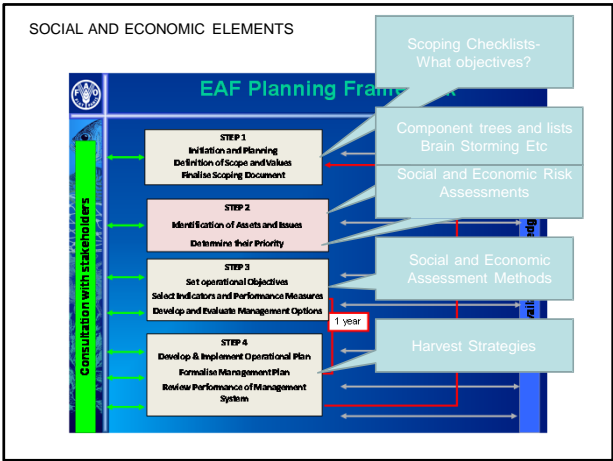 SOCIAL AND ECONOMIC ELEMENTS
Scoping Checklists-
What objectives?
EAF Planning
Component trees and lists
Brain Storming Etc
Social and Economic Risk
Assessments
Social and Economic
Assessment Methods
Harvest Strategies
Consultation with stakeholders
STEP 1
Initiation and Planning
Definition of Scope and Values
Finalise Scoping Document
STEP 2
Identification of Assets and Issues
Determine their Priority
STEP 3
Set operational Objectives
Select Indicators and Performance Measures
Develop and Evaluate Management Options
1 year
STEP 4
Develop & Implement Operational Plan
Formalise Management Plan
Review Performance of Management
System